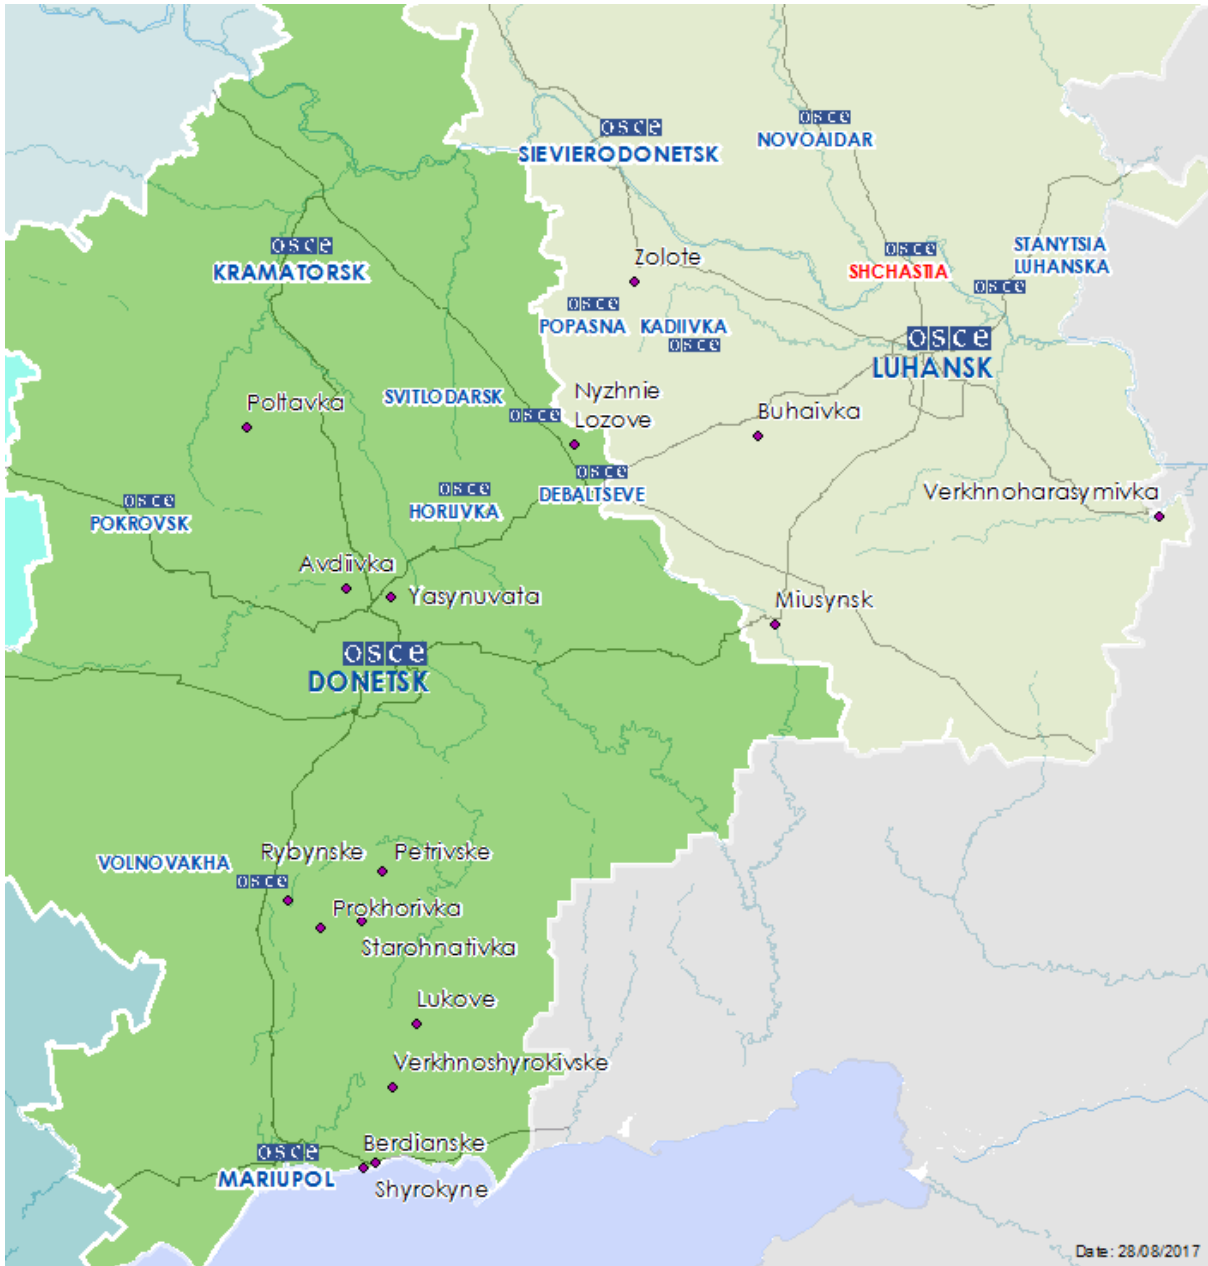 osce
NOVOAIDAR
osce
SIEVIERODONETSK
osce
KRAMATORSK
osce
SHCHASTIA
STANYTSIA
LUHANSKA
osce
Zolote
osce
POPASNA
KADIIVKA
osce
osce
LUHANSK
Poltavka
SVITLODARSK
osce
Nyzhnie
Lozove
Buhaivka
osce
DEBALTSEVE
osce
HORLIVKA
osce
POKROVSK
Verkhnoharasymivka
Avdiivka
Yasynuvata
Miusynsk
osce
DONETSK
VOLNOVAKHA
osce
Rybynske
Petrivske
Prokhorivka
Starohnativka
Lukove
Verkhnoshyrokivske
osce
MARIUPOL
Berdianske
Shyrokyne
Date: 28/08/2017